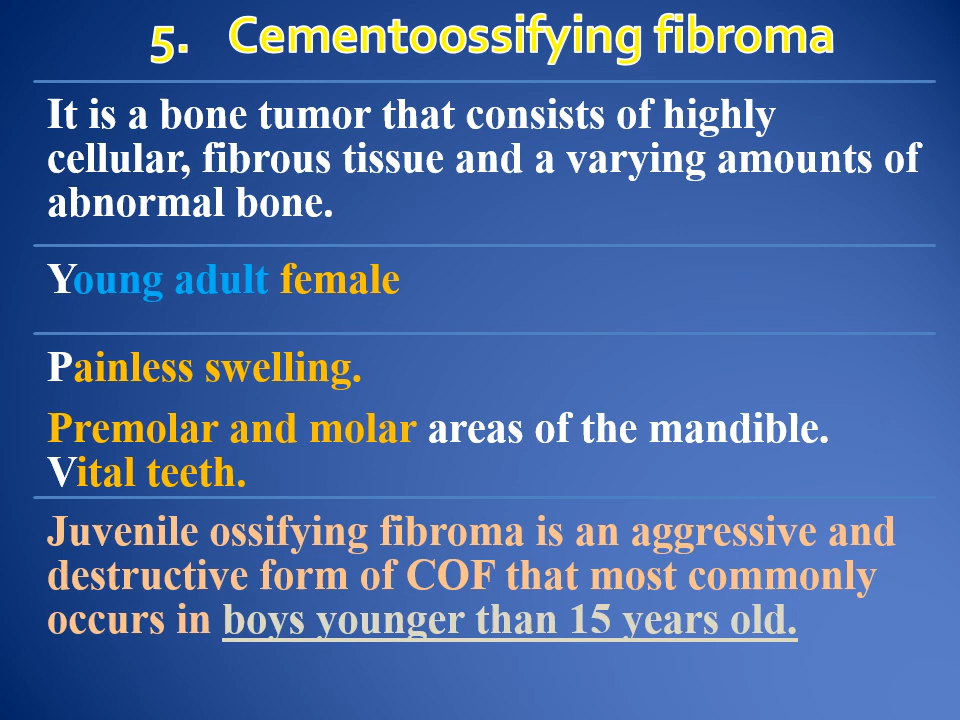 5. Cementoossifying fibroma
It is a bone tumor that consists of highly
cellular, fibrous tissue and a varying amounts of
abnormal bone.
Young adult female
Painless swelling.
Premolar and molar areas of the mandible.
Vital teeth.
Juvenile ossifying fibroma is an aggressive and
destructive form of COF that most commonly
occurs in boys younger than 15 years old.